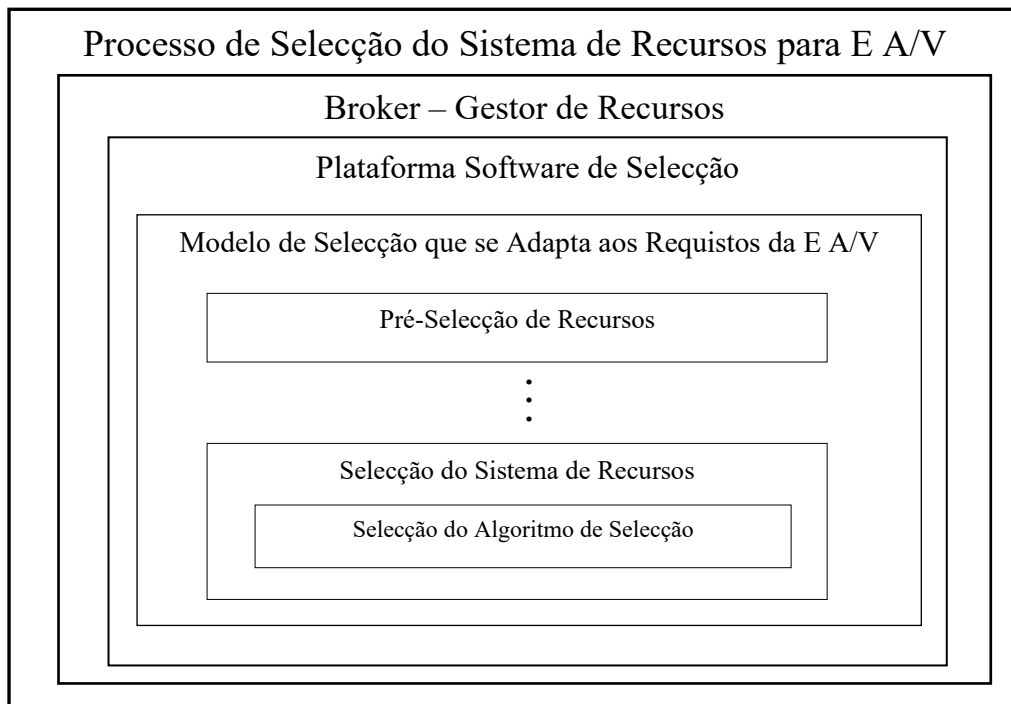 Processo de Selecção do Sistema de Recursos para E A/V
Broker – Gestor de Recursos
Plataforma Software de Selecção
Modelo de Selecção que se Adapta aos Requistos da E A/V
Pré-Selecção de Recursos
Selecção do Sistema de Recursos
Selecção do Algoritmo de Selecção